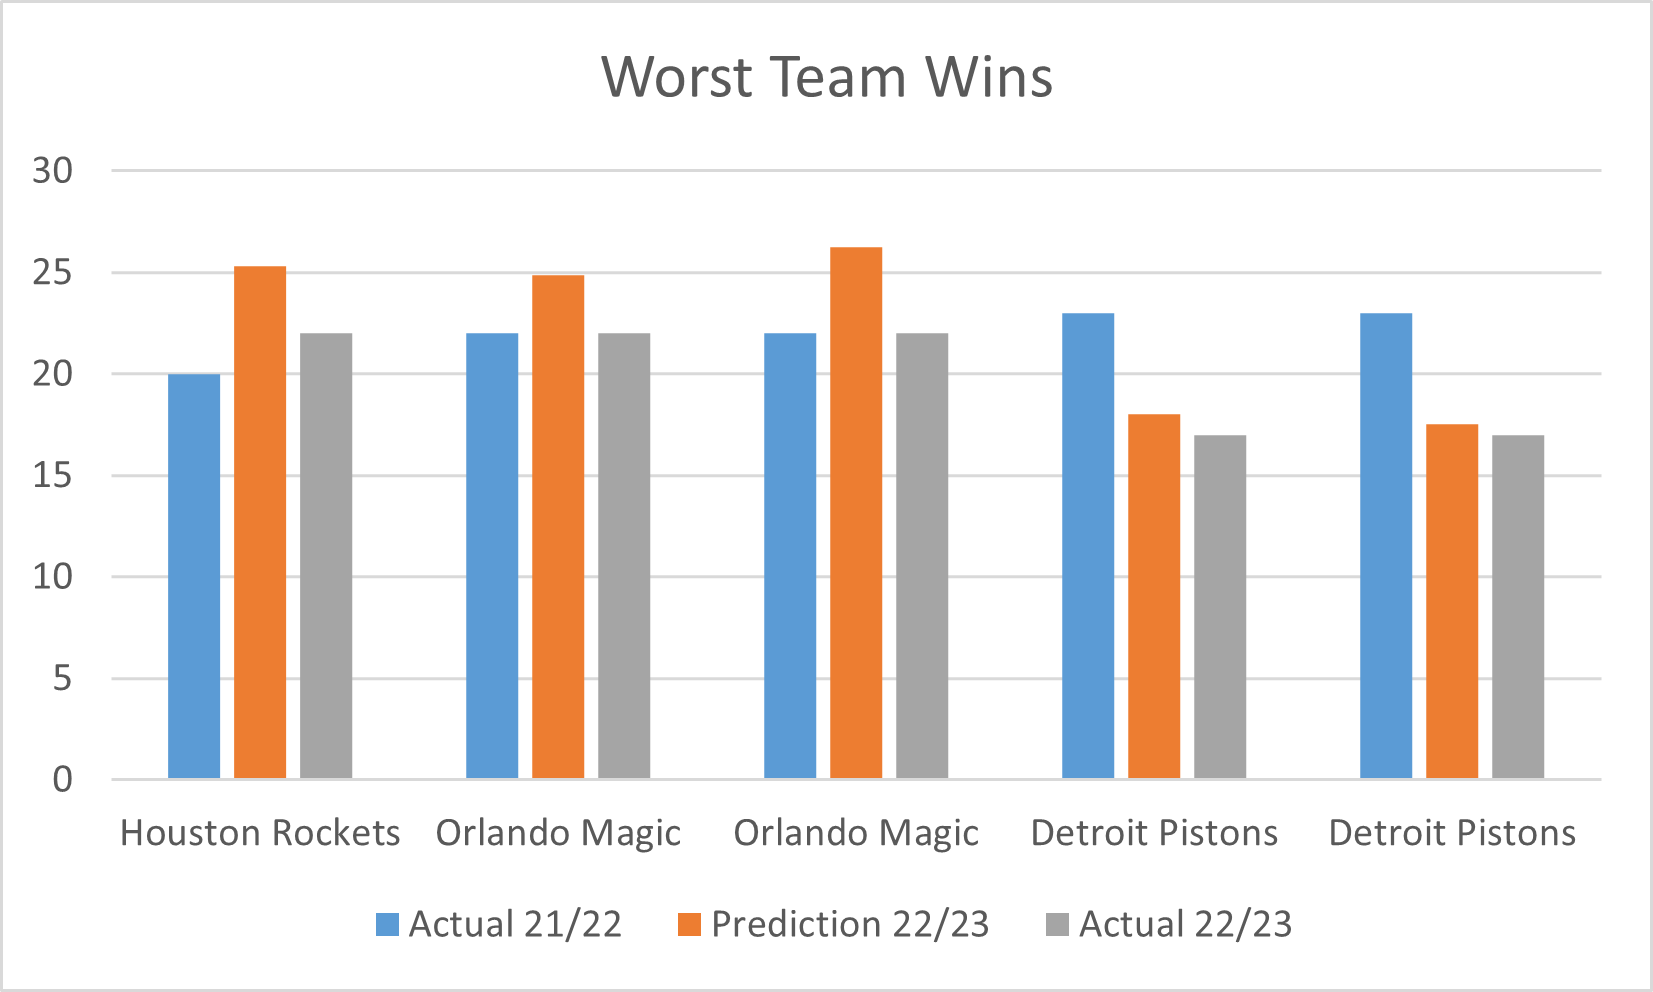 Worst Team Wins
30
25
20
15
10
5
0
Houston Rockets Orlando Magic Orlando Magic Detroit Pistons Detroit Pistons
Actual 21/22 Prediction 22/23 Actual 22/23